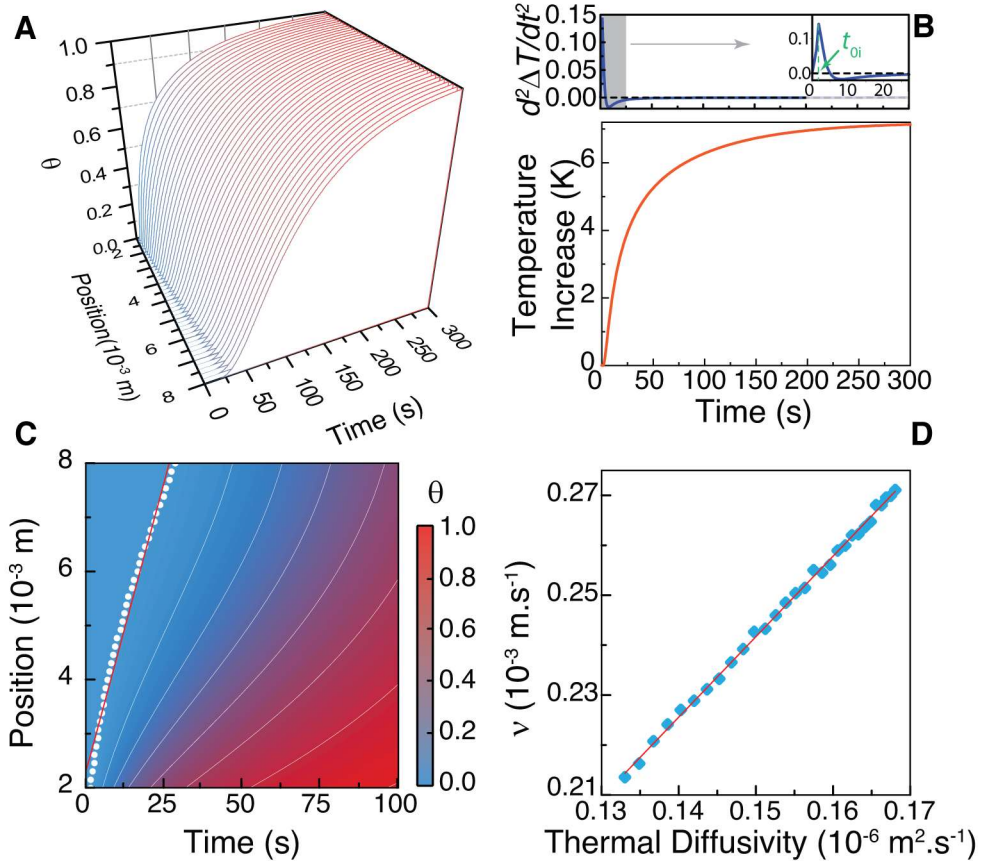 A
1.0
0.8
0.6
0.4
0.2
0.0
θ
2
4
6
8
Position(10⁻³ m)
0
50
100
150
200
250
300
Time (s)
B
d²ΔT/dt²
0.15
0.10
0.05
0.00
0.1
0.0
t₀ᵢ
0 10 20
Temperature
Increase (K)
6
4
2
0
0 50 100 150 200 250 300
Time (s)
C
Position (10⁻³ m)
8
6
4
2
0 25 50 75 100
Time (s)
θ
1.0
0.8
0.6
0.4
0.2
0.0
D
ν (10⁻³ m.s⁻¹)
0.27
0.25
0.23
0.21
0.13 0.14 0.15 0.16 0.17
Thermal Diffusivity (10⁻⁶ m².s⁻¹)